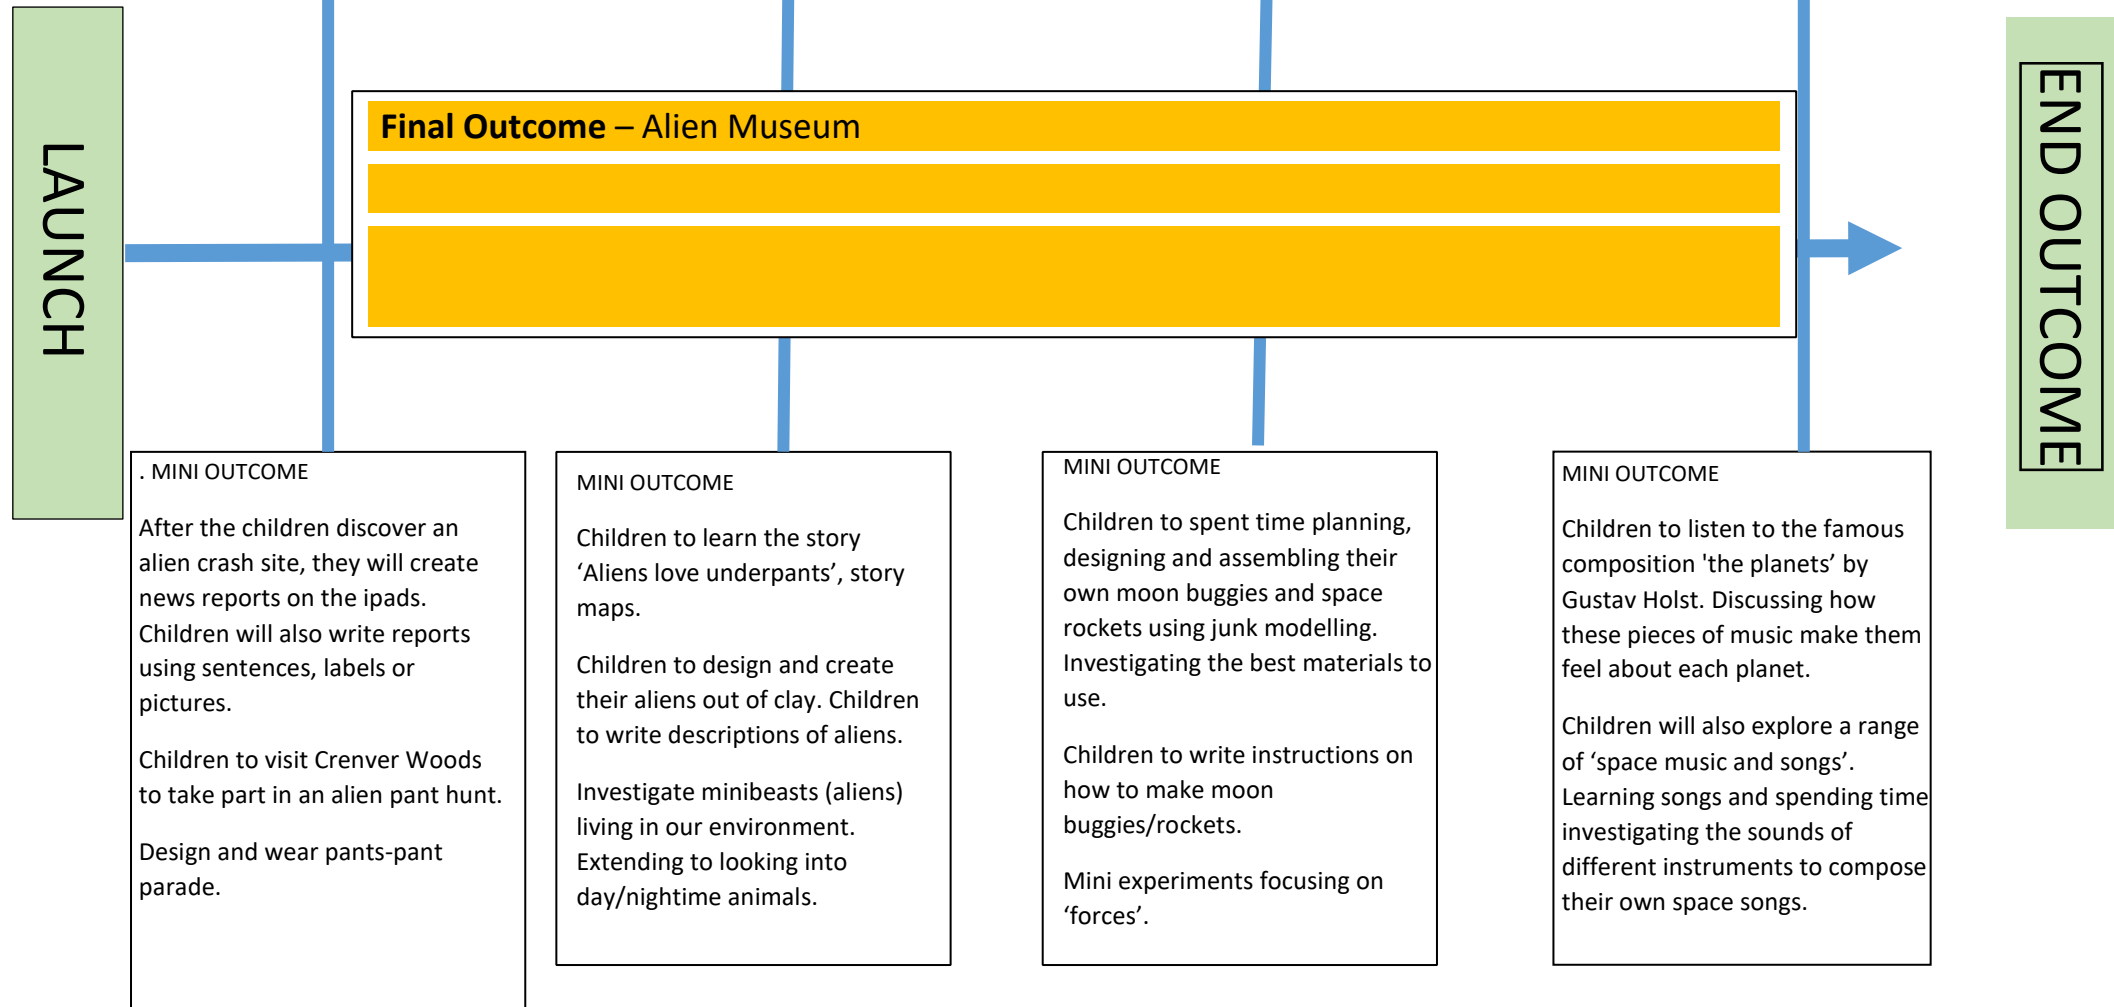 LAUNCH
Final Outcome – Alien Museum
END OUTCOME
. MINI OUTCOME
After the children discover an
alien crash site, they will create
news reports on the ipads.
Children will also write reports
using sentences, labels or
pictures.
Children to visit Crenver Woods
to take part in an alien pant hunt.
Design and wear pants-pant
parade.
MINI OUTCOME
Children to learn the story
‘Aliens love underpants’, story
maps.
Children to design and create
their aliens out of clay. Children
to write descriptions of aliens.
Investigate minibeasts (aliens)
living in our environment.
Extending to looking into
day/nightime animals.
MINI OUTCOME
Children to spent time planning,
designing and assembling their
own moon buggies and space
rockets using junk modelling.
Investigating the best materials to
use.
Children to write instructions on
how to make moon
buggies/rockets.
Mini experiments focusing on
‘forces’.
MINI OUTCOME
Children to listen to the famous
composition 'the planets’ by
Gustav Holst. Discussing how
these pieces of music make them
feel about each planet.
Children will also explore a range
of ‘space music and songs’.
Learning songs and spending time
investigating the sounds of
different instruments to compose
their own space songs.